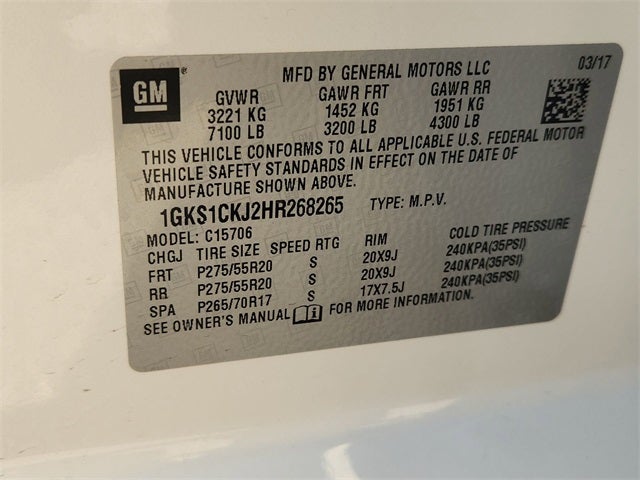 GM
®
MFD BY GENERAL MOTORS LLC 03/17
GVWR GAWR FRT GAWR RR
3221 KG 1452 KG 1951 KG
7100 LB 3200 LB 4300 LB
THIS VEHICLE CONFORMS TO ALL APPLICABLE U.S. FEDERAL MOTOR
VEHICLE SAFETY STANDARDS IN EFFECT ON THE DATE OF
MANUFACTURE SHOWN ABOVE.
1GKS1CKJ2HR268265 TYPE: M.P.V.
MODEL: C15706
CHGJ TIRE SIZE SPEED RTG RIM COLD TIRE PRESSURE
FRT P275/55R20 S 20X9J 240KPA(35PSI)
RR P275/55R20 S 20X9J 240KPA(35PSI)
SPA P265/70R17 S 17X7.5J 240KPA(35PSI)
SEE OWNER'S MANUAL FOR MORE INFORMATION.